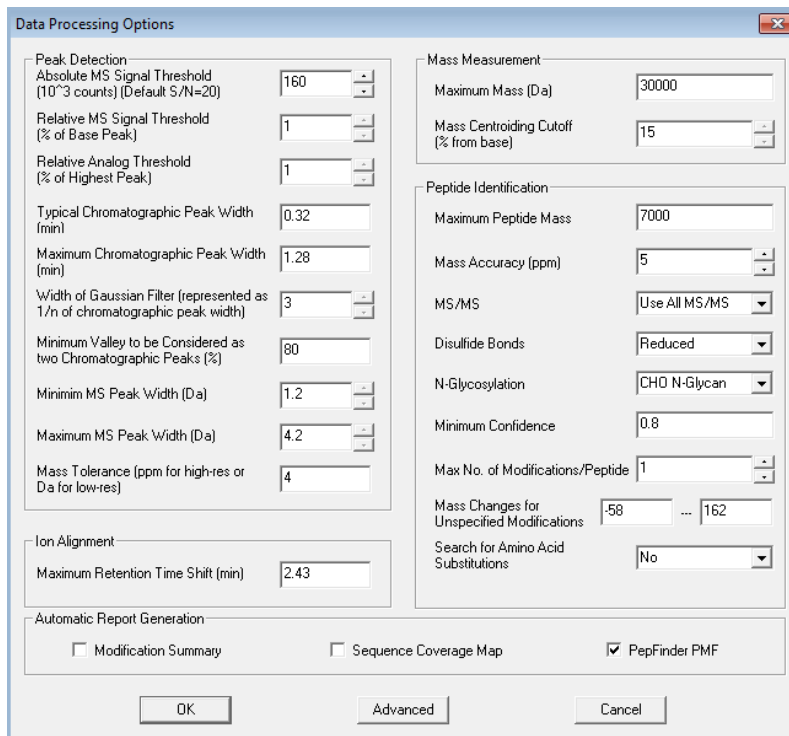 Data Processing Options
Peak Detection
Absolute MS Signal Threshold
(10^3 counts) (Default S/N=20)
160
Relative MS Signal Threshold
(% of Base Peak)
1
Relative Analog Threshold
(% of Highest Peak)
1
Typical Chromatographic Peak Width
(min)
0.32
Maximum Chromatographic Peak Width
(min)
1.28
Width of Gaussian Filter (represented as
1/n of chromatographic peak width)
3
Minimum Valley to be Considered as
two Chromatographic Peaks (%)
80
Minimim MS Peak Width (Da)
1.2
Maximum MS Peak Width (Da)
4.2
Mass Tolerance (ppm for high-res or
Da for low-res)
4
Ion Alignment
Maximum Retention Time Shift (min)
2.43
Mass Measurement
Maximum Mass (Da)
30000
Mass Centroiding Cutoff
(% from base)
15
Peptide Identification
Maximum Peptide Mass
7000
Mass Accuracy (ppm)
5
MS/MS
Use All MS/MS
Disulfide Bonds
Reduced
N-Glycosylation
CHO N-Glycan
Minimum Confidence
0.8
Max No. of Modifications/Peptide
1
Mass Changes for
Unspecified Modifications
-58 ... 162
Search for Amino Acid
Substitutions
No
Automatic Report Generation
Modification Summary
Sequence Coverage Map
PepFinder PMF
OK
Advanced
Cancel